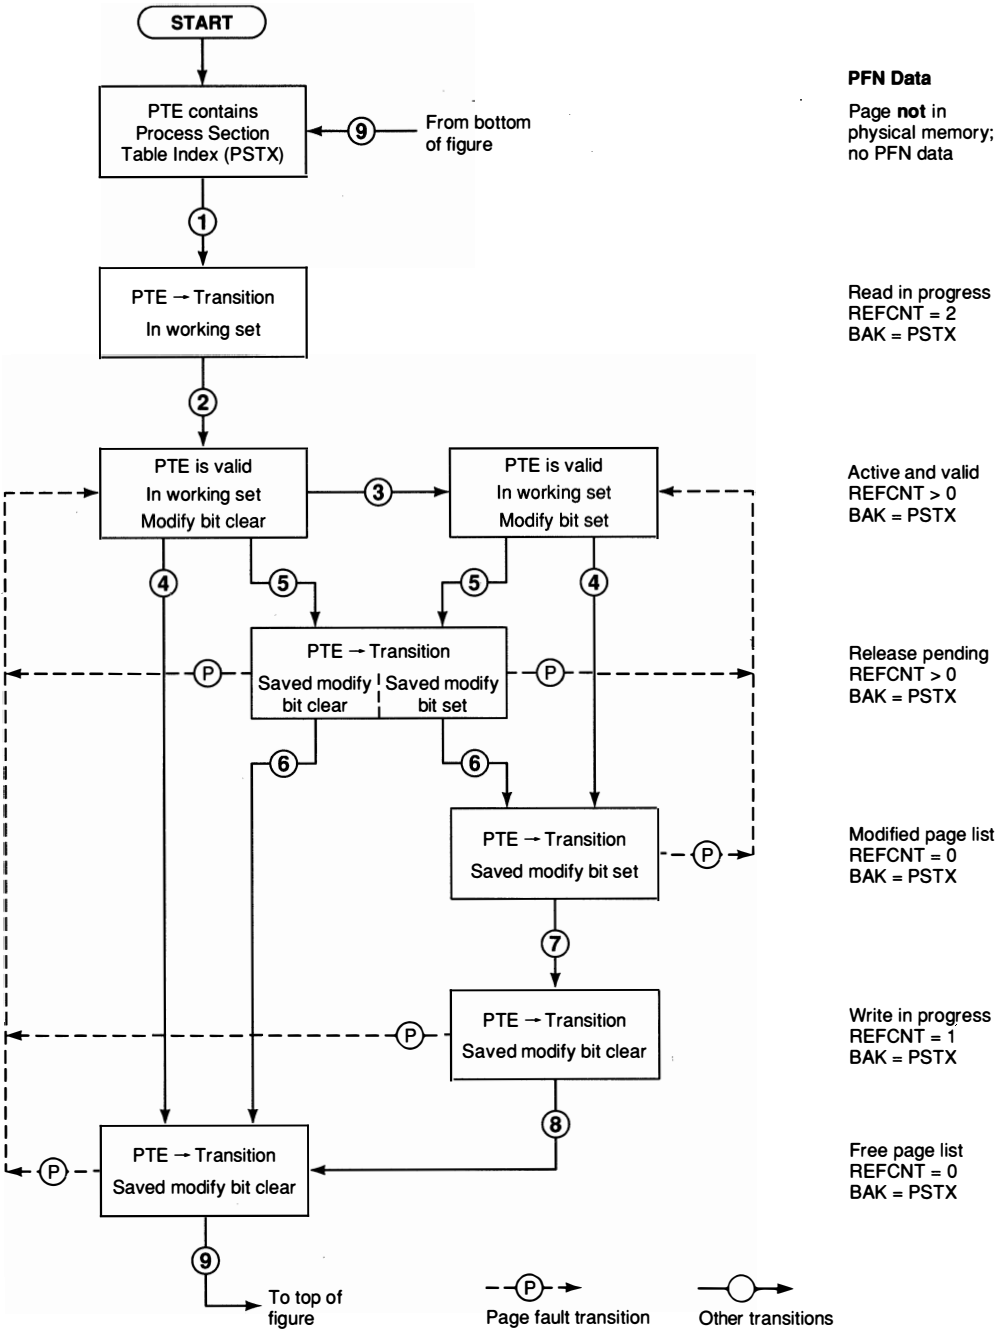 START
PFN Data
PTE contains
Process Section
Table Index (PSTX)
9
From bottom
of figure
Page not in
physical memory;
no PFN data
1
PTE → Transition
In working set
Read in progress
REFCNT = 2
BAK = PSTX
2
PTE is valid
In working set
Modify bit clear
3
PTE is valid
In working set
Modify bit set
Active and valid
REFCNT > 0
BAK = PSTX
4
5
5
4
PTE → Transition
Saved modify
bit clear
Saved modify
bit set
P
P
Release pending
REFCNT > 0
BAK = PSTX
6
6
PTE → Transition
Saved modify bit set
P
Modified page list
REFCNT = 0
BAK = PSTX
7
PTE → Transition
Saved modify bit clear
P
Write in progress
REFCNT = 1
BAK = PSTX
8
PTE → Transition
Saved modify bit clear
P
Free page list
REFCNT = 0
BAK = PSTX
9
To top of
figure
P
Page fault transition
Other transitions